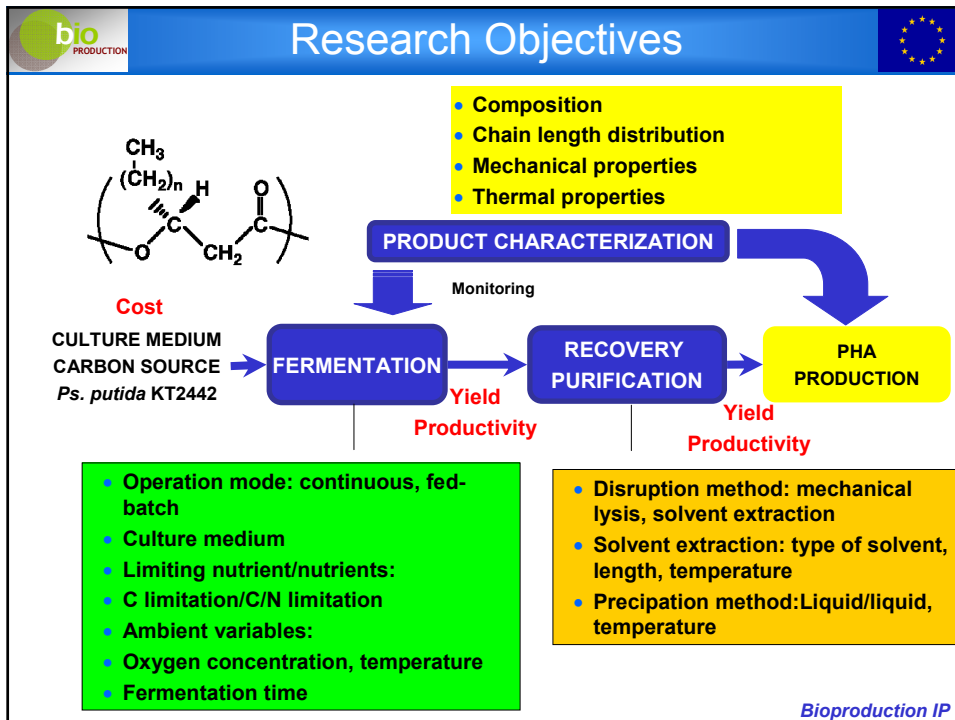 bio
PRODUCTION
Research Objectives
• Composition
• Chain length distribution
• Mechanical properties
• Thermal properties
CH3
(CH2)n
H
O
C
C
O
CH2
PRODUCT CHARACTERIZATION
Monitoring
Cost
CULTURE MEDIUM
CARBON SOURCE
Ps. putida KT2442
FERMENTATION
Yield
Productivity
RECOVERY
PURIFICATION
Yield
Productivity
PHA
PRODUCTION
• Operation mode: continuous, fed-
batch
• Culture medium
• Limiting nutrient/nutrients:
• C limitation/C/N limitation
• Ambient variables:
• Oxygen concentration, temperature
• Fermentation time
• Disruption method: mechanical
lysis, solvent extraction
• Solvent extraction: type of solvent,
length, temperature
• Precipation method:Liquid/liquid,
temperature
Bioproduction IP